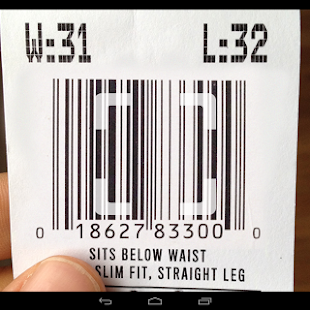 W:31 L:32
0 18627 83300 0
SITS BELOW WAIST
SLIM FIT, STRAIGHT LEG